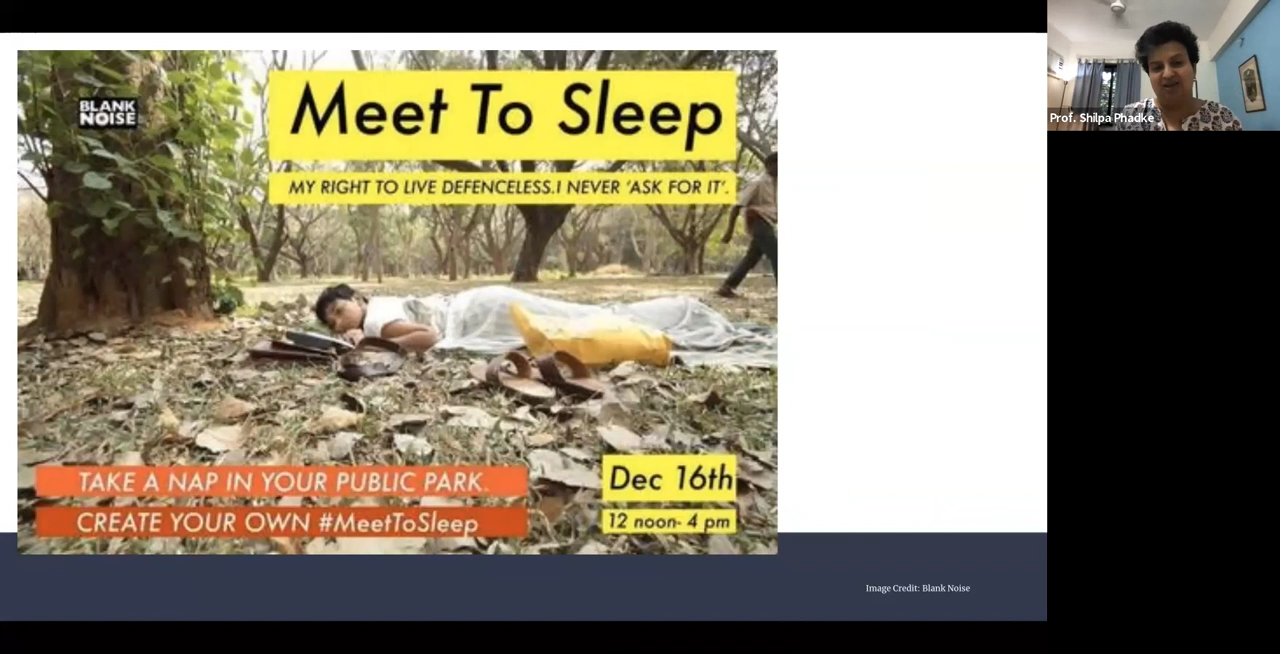 BLANK
NOISE
Meet To Sleep
MY RIGHT TO LIVE DEFENCELESS.I NEVER 'ASK FOR IT'.
TAKE A NAP IN YOUR PUBLIC PARK.
CREATE YOUR OWN #MeetToSleep
Dec 16th
12 noon- 4 pm
Image Credit: Blank Noise
Prof. Shilpa Phadke